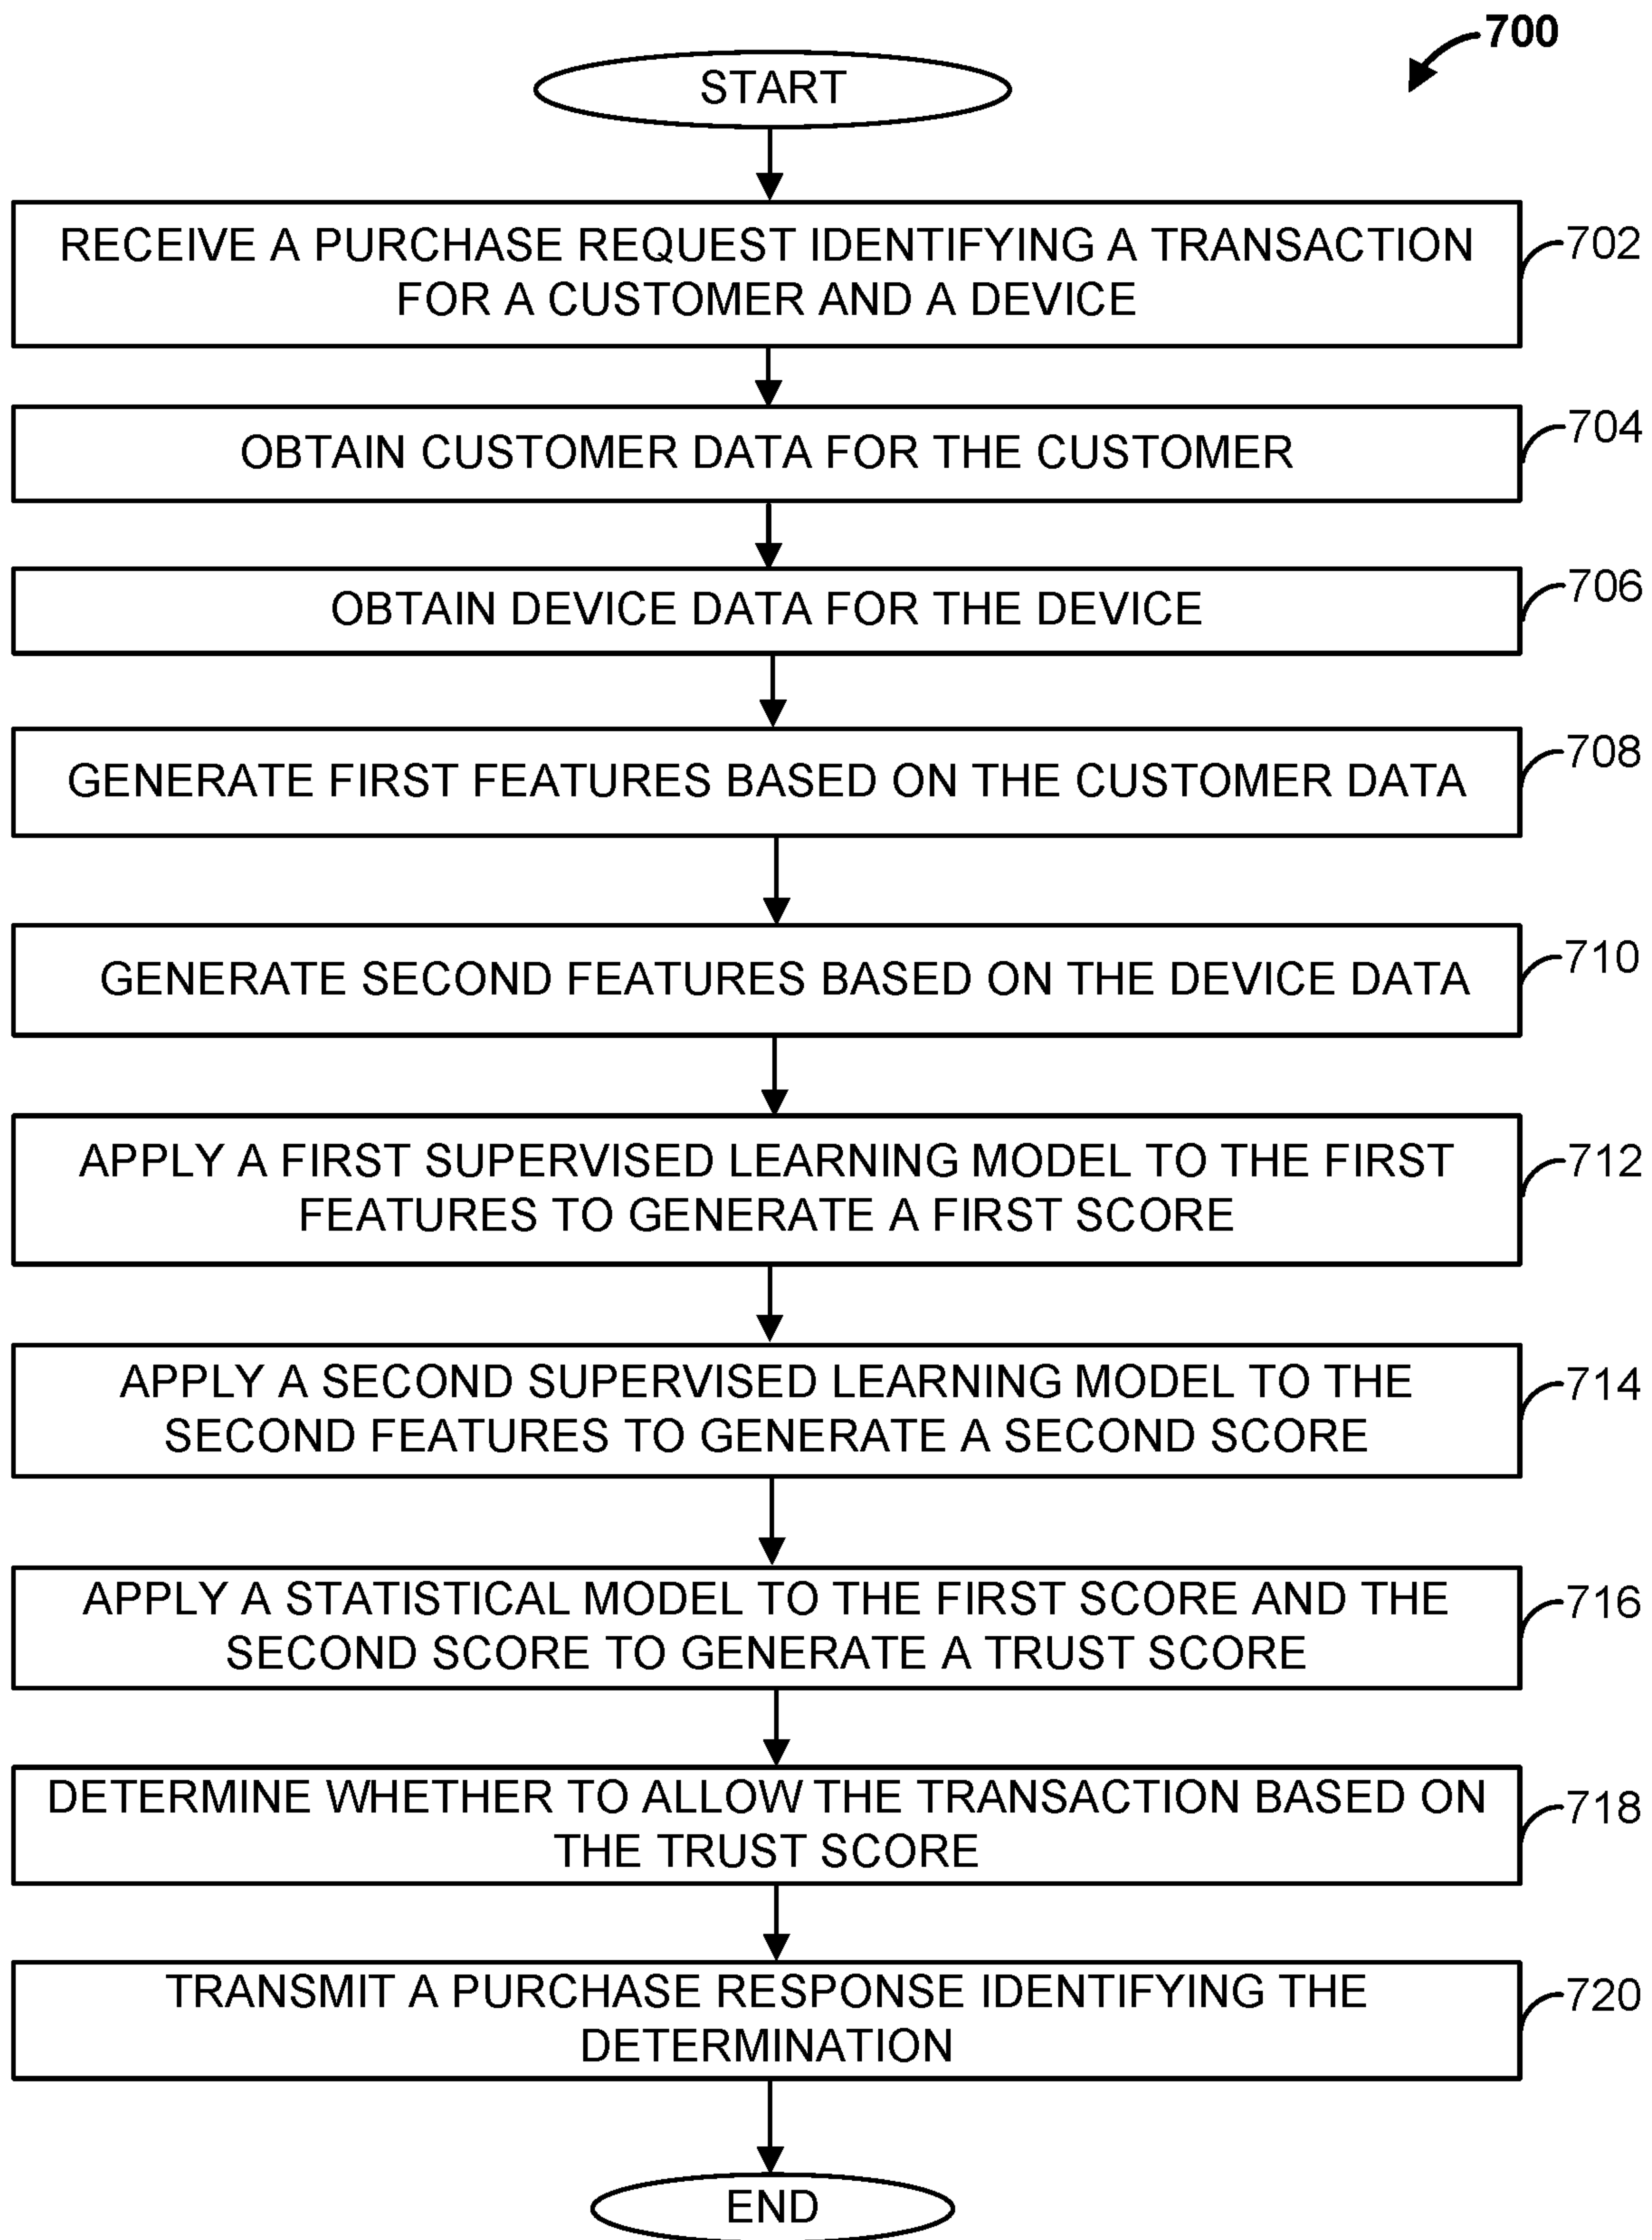 700
START
RECEIVE A PURCHASE REQUEST IDENTIFYING A TRANSACTION
FOR A CUSTOMER AND A DEVICE
702
OBTAIN CUSTOMER DATA FOR THE CUSTOMER
704
OBTAIN DEVICE DATA FOR THE DEVICE
706
GENERATE FIRST FEATURES BASED ON THE CUSTOMER DATA
708
GENERATE SECOND FEATURES BASED ON THE DEVICE DATA
710
APPLY A FIRST SUPERVISED LEARNING MODEL TO THE FIRST
FEATURES TO GENERATE A FIRST SCORE
712
APPLY A SECOND SUPERVISED LEARNING MODEL TO THE
SECOND FEATURES TO GENERATE A SECOND SCORE
714
APPLY A STATISTICAL MODEL TO THE FIRST SCORE AND THE
SECOND SCORE TO GENERATE A TRUST SCORE
716
DETERMINE WHETHER TO ALLOW THE TRANSACTION BASED ON
THE TRUST SCORE
718
TRANSMIT A PURCHASE RESPONSE IDENTIFYING THE
DETERMINATION
720
END